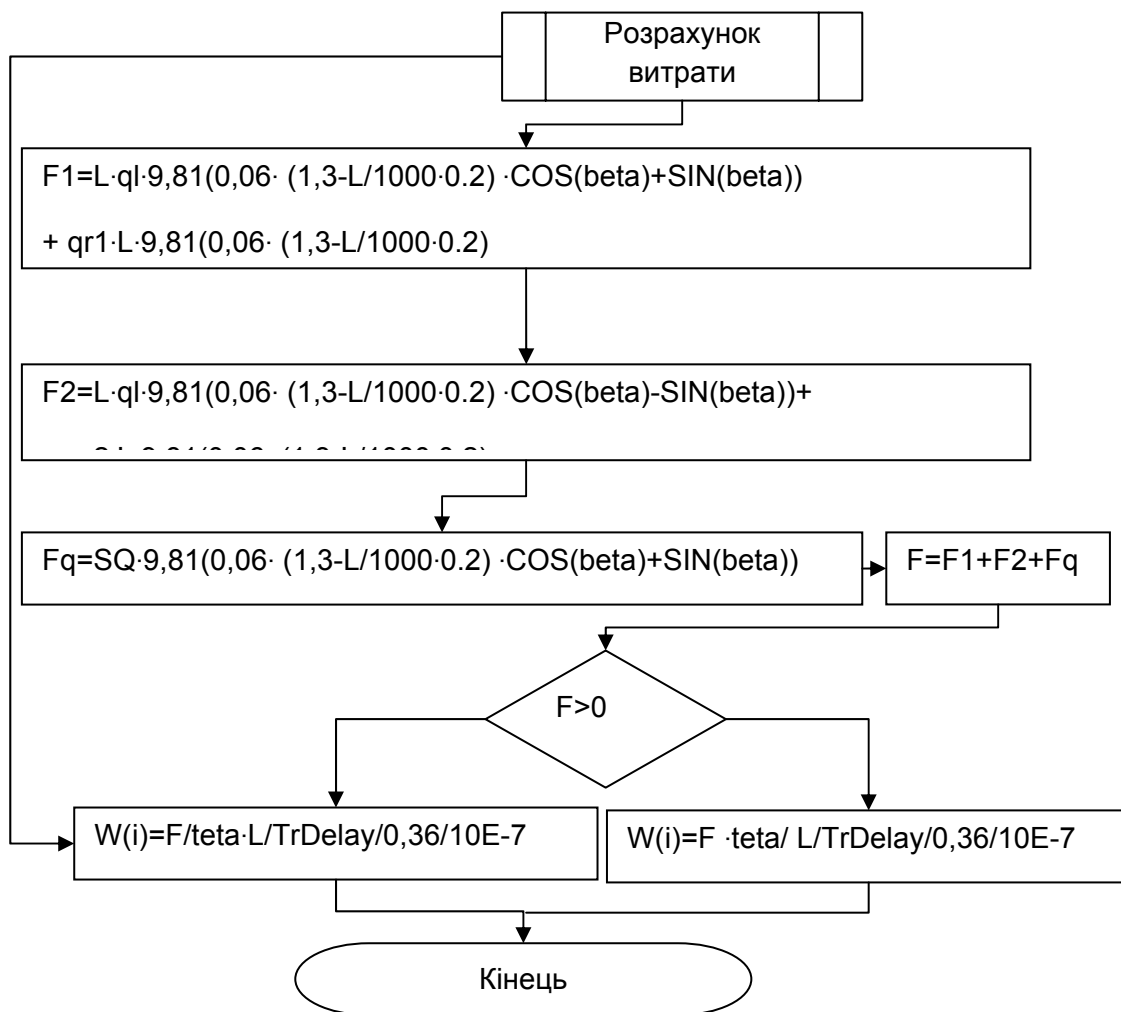 Розрахунок
витрати
F1=L·ql·9,81(0,06· (1,3-L/1000·0.2) ·COS(beta)+SIN(beta))
+ qr1·L·9,81(0,06· (1,3-L/1000·0.2)
F2=L·ql·9,81(0,06· (1,3-L/1000·0.2) ·COS(beta)-SIN(beta))+
Fq=SQ·9,81(0,06· (1,3-L/1000·0.2) ·COS(beta)+SIN(beta))
F=F1+F2+Fq
F>0
W(i)=F/teta·L/TrDelay/0,36/10E-7
W(i)=F ·teta/ L/TrDelay/0,36/10E-7
Кінець